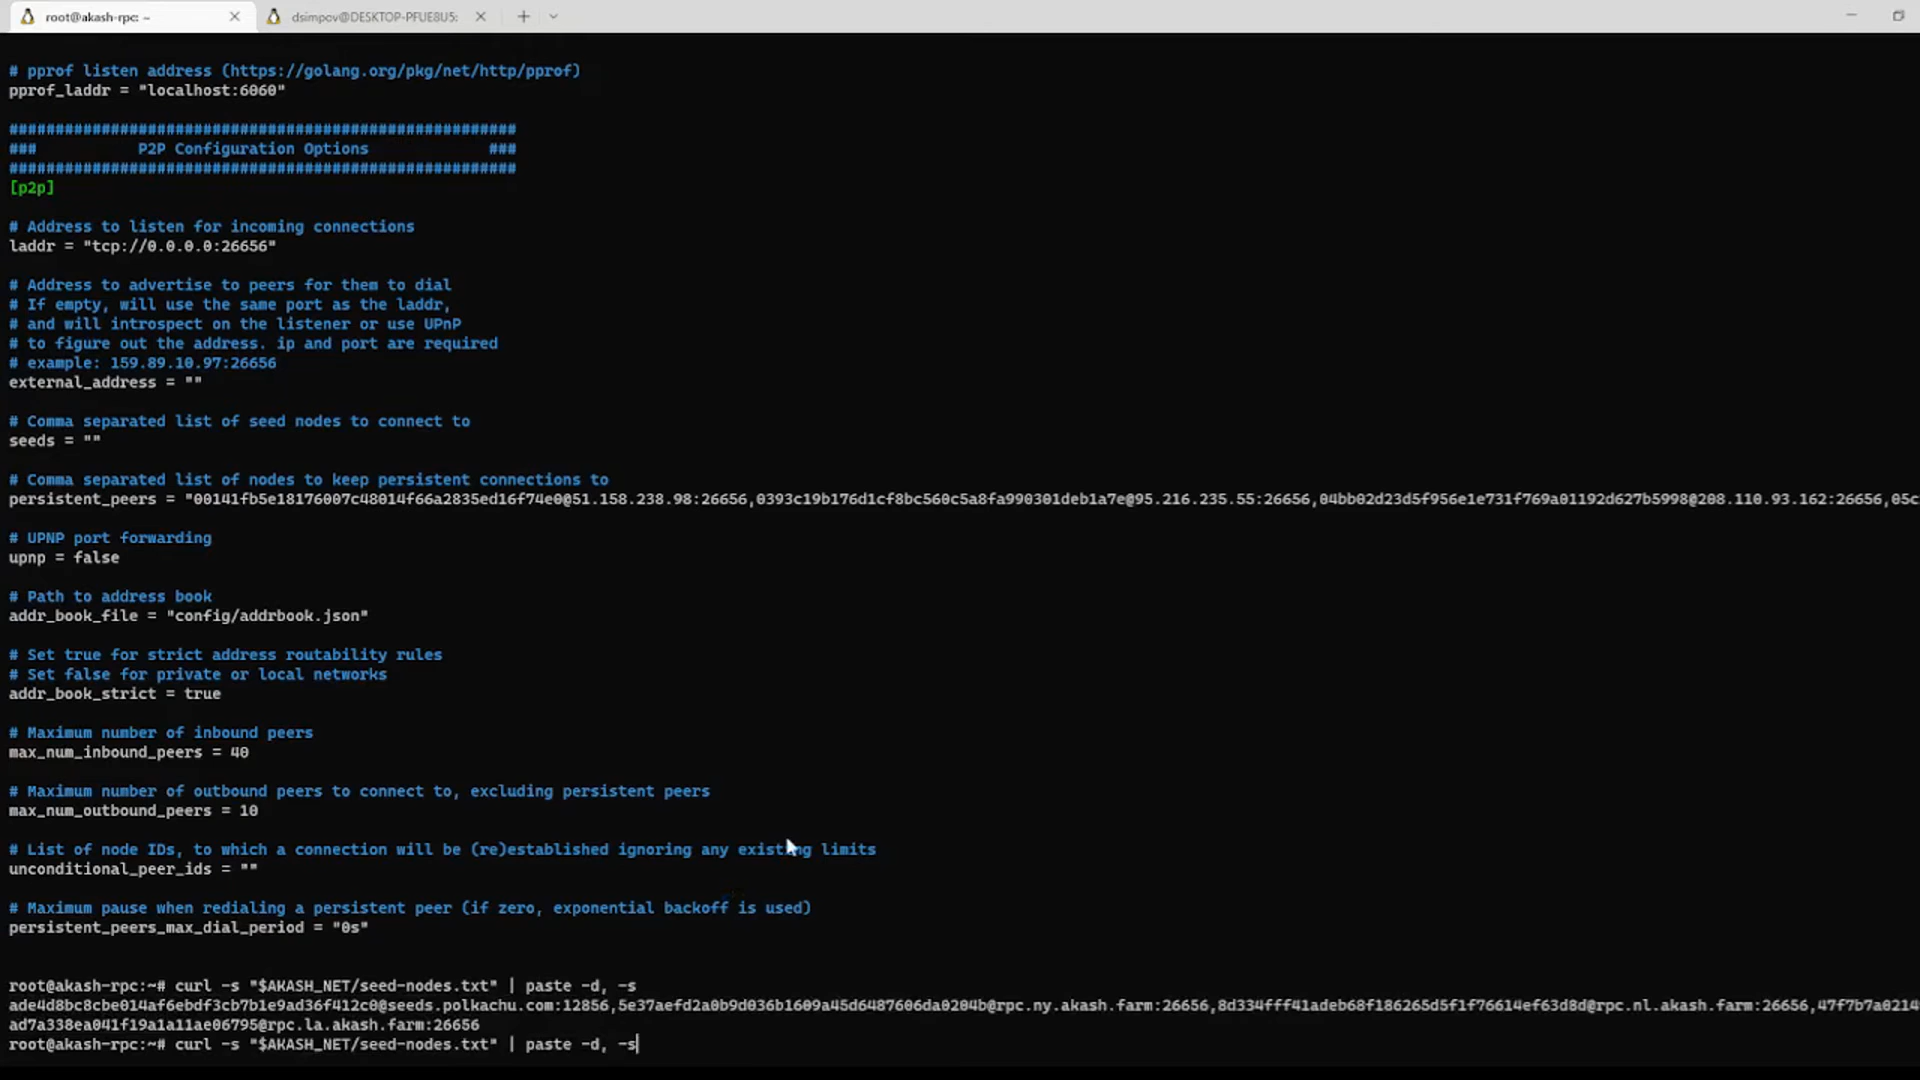 root@akash-rpc: ~
dsimpov@DESKTOP-PFUE8U5:
# pprof listen address (https://golang.org/pkg/net/http/pprof)
pprof_laddr = "localhost:6060"
#######################################################
###           P2P Configuration Options             ###
#######################################################
[p2p]
# Address to listen for incoming connections
laddr = "tcp://0.0.0.0:26656"
# Address to advertise to peers for them to dial
# If empty, will use the same port as the laddr,
# and will introspect on the listener or use UPnP
# to figure out the address. ip and port are required
# example: 159.89.10.97:26656
external_address = ""
# Comma separated list of seed nodes to connect to
seeds = ""
# Comma separated list of nodes to keep persistent connections to
persistent_peers = "00141fb5e18176007c48014f66a2835ed16f74e0@51.158.238.98:26656,0393c19b176d1cf8bc560c5a8fa990301deb1a7e@95.216.235.55:26656,04bb02d23d5f956e1e731f769a01192d627b5998@208.110.93.162:26656,05c
# UPNP port forwarding
upnp = false
# Path to address book
addr_book_file = "config/addrbook.json"
# Set true for strict address routability rules
# Set false for private or local networks
addr_book_strict = true
# Maximum number of inbound peers
max_num_inbound_peers = 40
# Maximum number of outbound peers to connect to, excluding persistent peers
max_num_outbound_peers = 10
# List of node IDs, to which a connection will be (re)established ignoring any existing limits
unconditional_peer_ids = ""
# Maximum pause when redialing a persistent peer (if zero, exponential backoff is used)
persistent_peers_max_dial_period = "0s"
root@akash-rpc:~# curl -s "$AKASH_NET/seed-nodes.txt" | paste -d, -s
ade4d8bc8cbe014af6ebdf3cb7b1e9ad36f412c0@seeds.polkachu.com:12856,5e37aefd2a0b9d036b1609a45d6487606da0204b@rpc.ny.akash.farm:26656,8d334fff41adeb68f186265d5f1f76614ef63d8d@rpc.nl.akash.farm:26656,47f7b7a0214
ad7a338ea041f19a1a11ae06795@rpc.la.akash.farm:26656
root@akash-rpc:~# curl -s "$AKASH_NET/seed-nodes.txt" | paste -d, -s